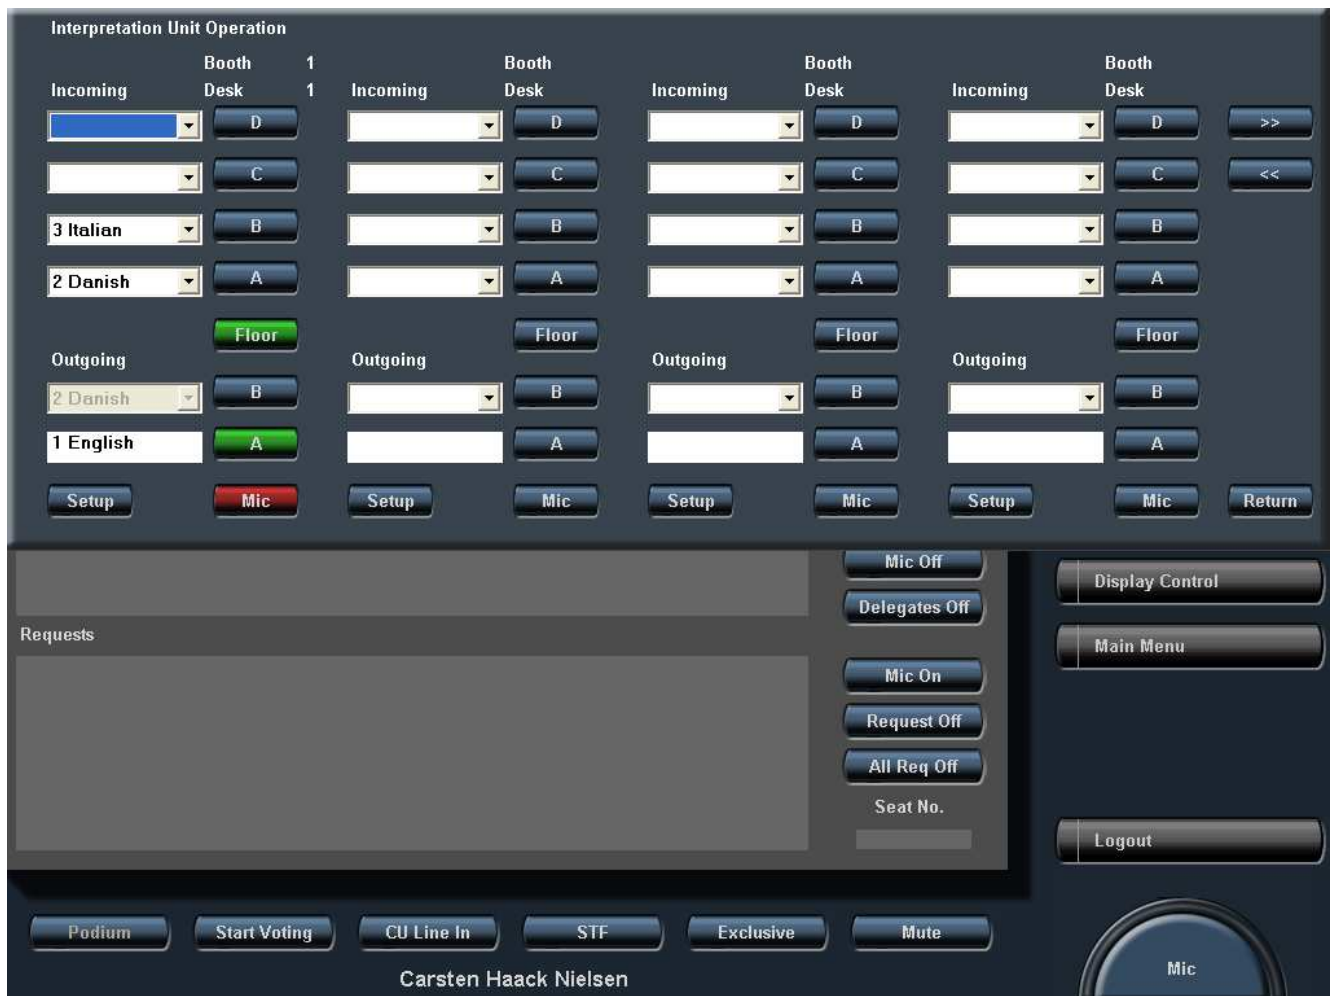 Interpretation Unit Operation
Booth 1 Booth Booth Booth
Incoming Desk 1 Incoming Desk Incoming Desk Incoming Desk
D D D D >>
C C C C <<
3 Italian B B B B
2 Danish A A A A
Floor Floor Floor Floor
Outgoing Outgoing Outgoing Outgoing
2 Danish B B B B
1 English A A A A
Setup Mic Setup Mic Setup Mic Setup Mic Return
Mic Off
Display Control
Delegates Off
Requests
Main Menu
Mic On
Request Off
All Req Off
Seat No.
Logout
Podium Start Voting CU Line In STF Exclusive Mute
Mic
Carsten Haack Nielsen